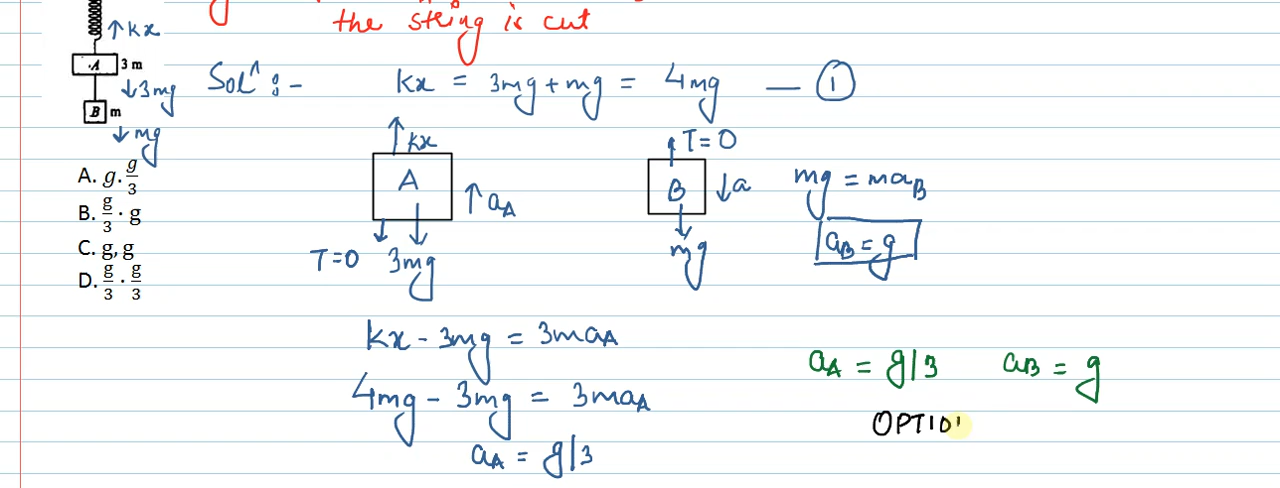 the string is cut
↑kx
A 3 m
↓3mg
B m
↓mg
Solⁿ :- kx = 3mg + mg = 4mg — ①
A. g. g/3
B. g/3 · g
C. g, g
D. g/3 · g/3
↑kx
A
↑aA
T=0 3mg
T=0
B
↓a
mg
mg = maB
aB = g
kx - 3mg = 3maA
4mg - 3mg = 3maA
aA = g/3
aA = g/3 aB = g
OPTIO